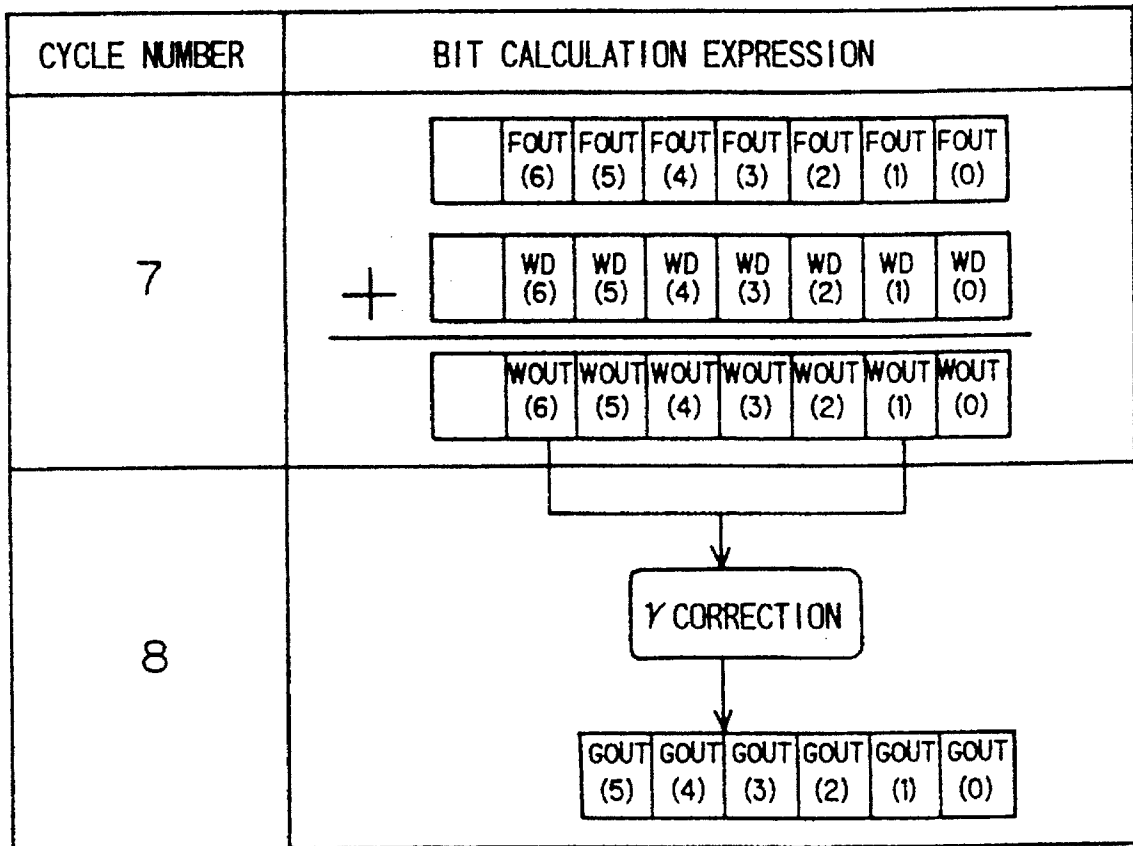 CYCLE NUMBER BIT CALCULATION EXPRESSION
FOUT FOUT FOUT FOUT FOUT FOUT FOUT
(6) (5) (4) (3) (2) (1) (0)
7
+
WD WD WD WD WD WD WD
(6) (5) (4) (3) (2) (1) (0)
WOUT WOUT WOUT WOUT WOUT WOUT WOUT
(6) (5) (4) (3) (2) (1) (0)
8
γ CORRECTION
GOUT GOUT GOUT GOUT GOUT GOUT
(5) (4) (3) (2) (1) (0)